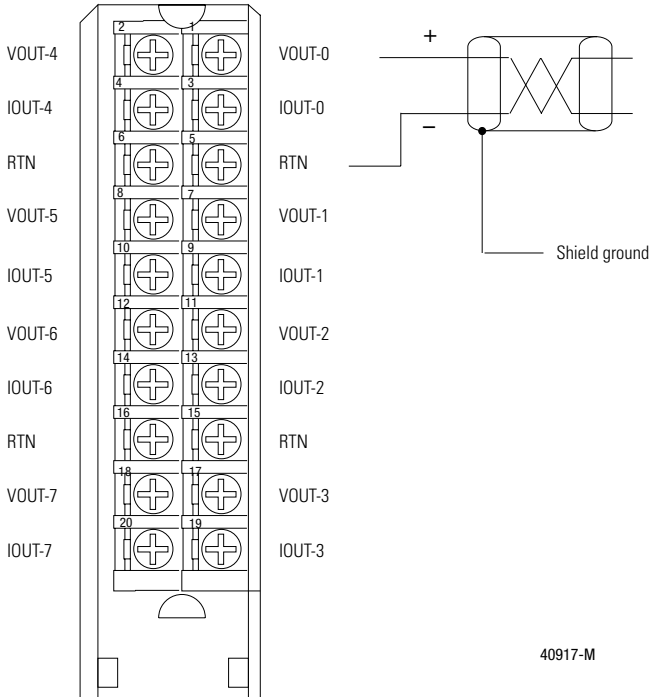 2 1
VOUT-4 VOUT-0 +
4 3
IOUT-4 IOUT-0
6 5
RTN RTN –
8 7
VOUT-5 VOUT-1
10 9
IOUT-5 IOUT-1 Shield ground
12 11
VOUT-6 VOUT-2
14 13
IOUT-6 IOUT-2
16 15
RTN RTN
18 17
VOUT-7 VOUT-3
20 19
IOUT-7 IOUT-3
40917-M